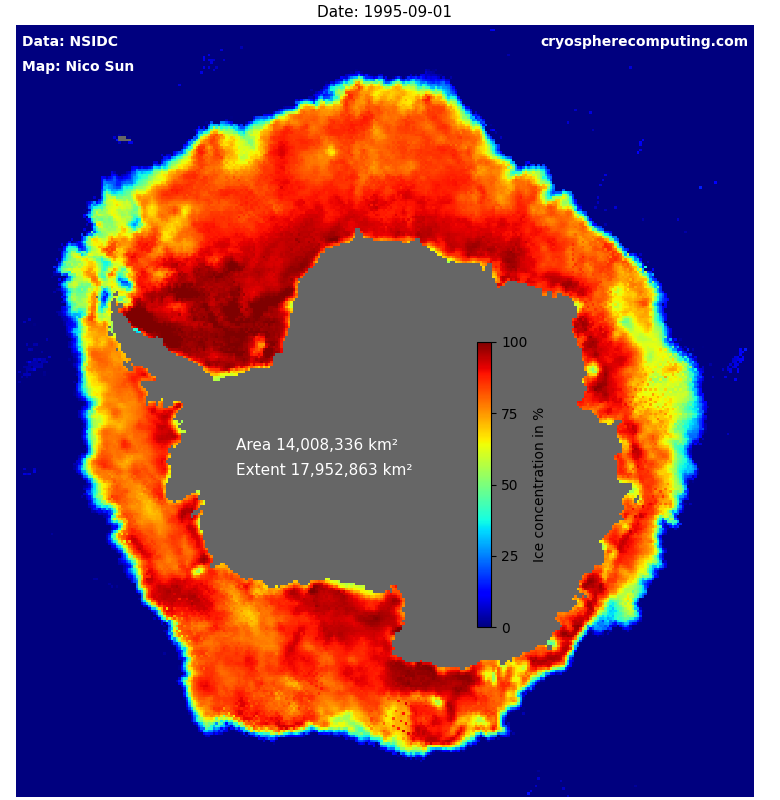 Date: 1995-09-01
Data: NSIDC
cryospherecomputing.com
Map: Nico Sun
100
75
50
25
0
Ice concentration in %
Area 14,008,336 km²
Extent 17,952,863 km²